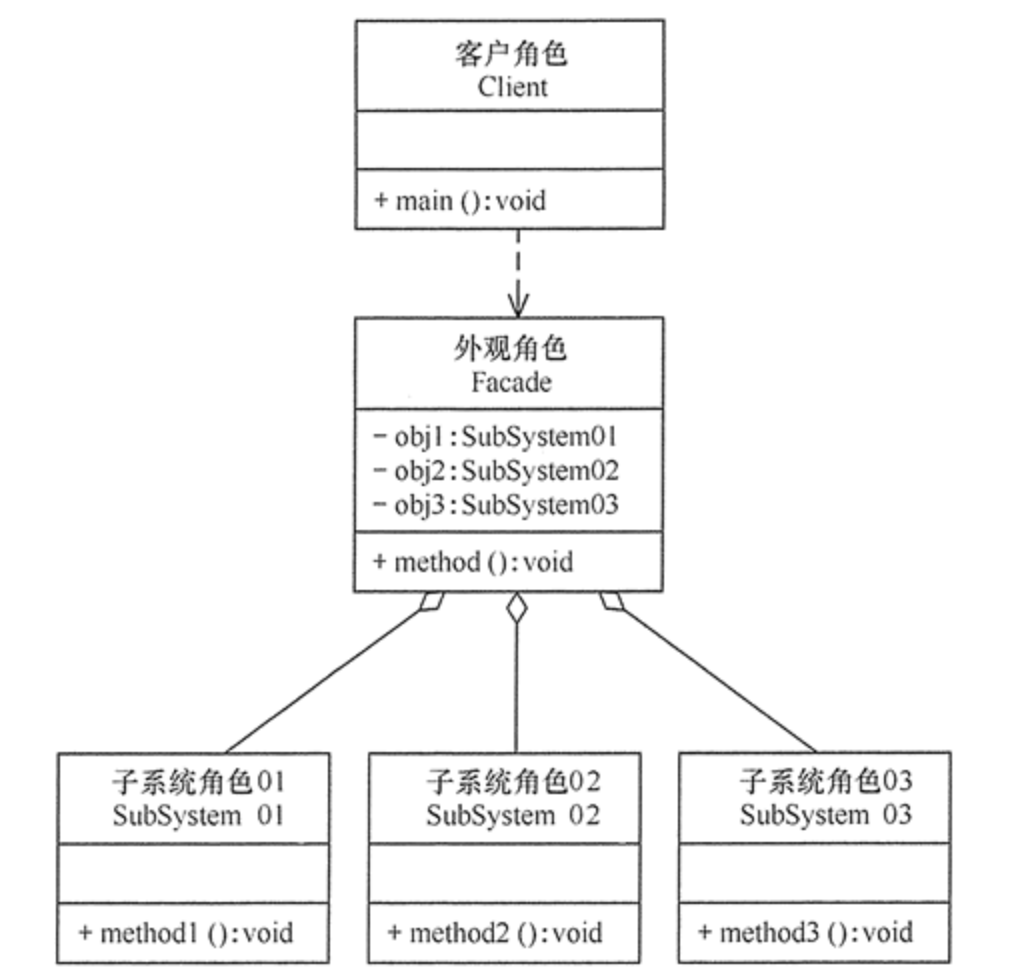 客户角色
Client
+ main ():void
外观角色
Facade
- obj1:SubSystem01
- obj2:SubSystem02
- obj3:SubSystem03
+ method ():void
子系统角色01
SubSystem 01
+ method1 ():void
子系统角色02
SubSystem 02
+ method2 ():void
子系统角色03
SubSystem 03
+ method3 ():void